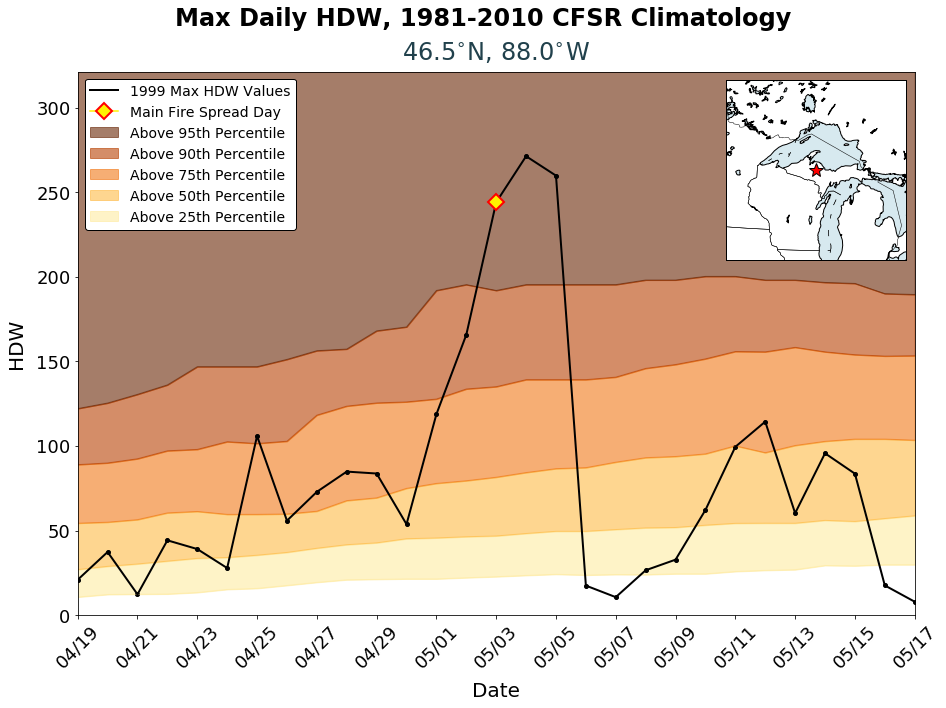 Max Daily HDW, 1981-2010 CFSR Climatology
46.5°N, 88.0°W
1999 Max HDW Values
Main Fire Spread Day
Above 95th Percentile
Above 90th Percentile
Above 75th Percentile
Above 50th Percentile
Above 25th Percentile
HDW
300
250
200
150
100
50
0
04/19
04/21
04/23
04/25
04/27
04/29
05/01
05/03
05/05
05/07
05/09
05/11
05/13
05/15
05/17
Date